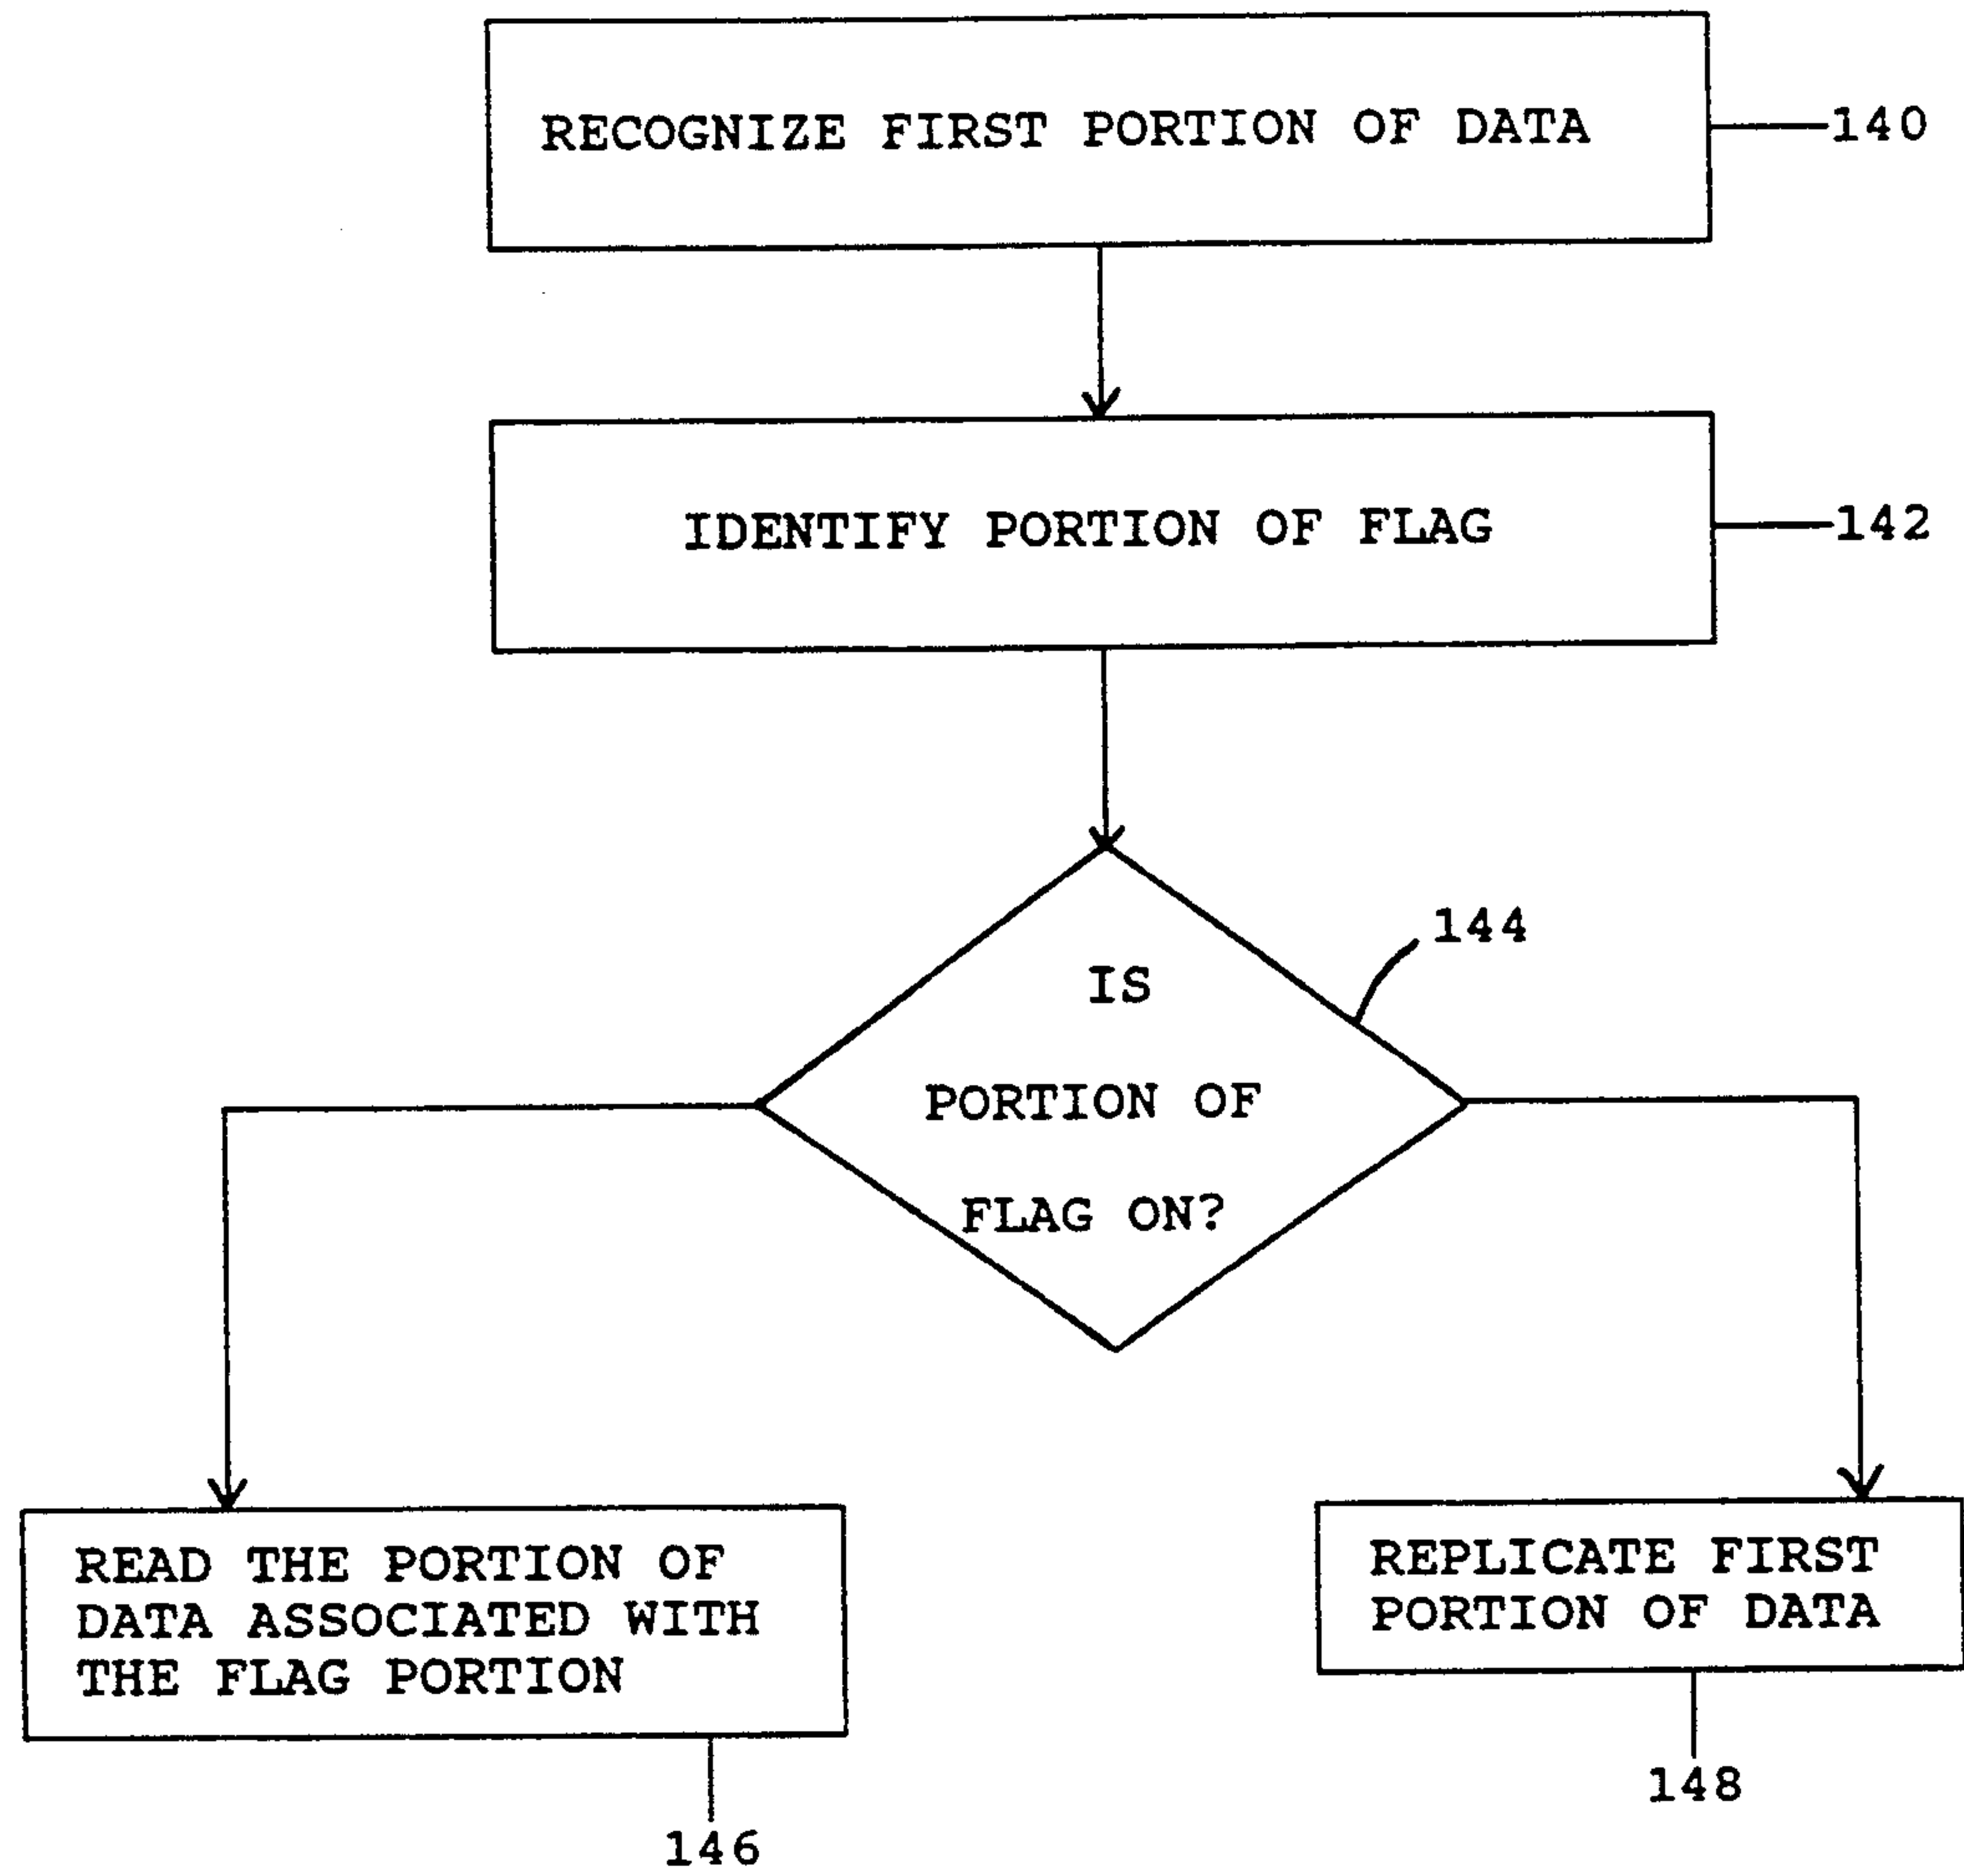 RECOGNIZE FIRST PORTION OF DATA
140
IDENTIFY PORTION OF FLAG
142
144
IS
PORTION OF
FLAG ON?
READ THE PORTION OF
DATA ASSOCIATED WITH
THE FLAG PORTION
146
REPLICATE FIRST
PORTION OF DATA
148